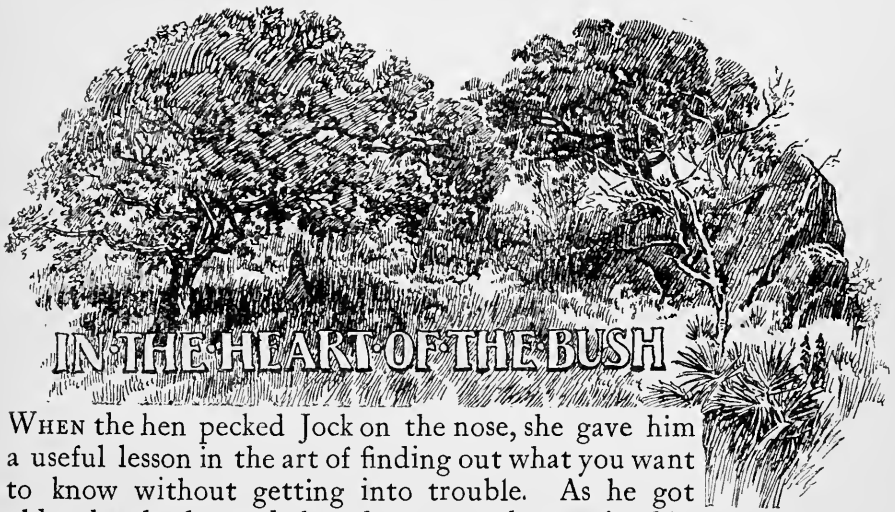 IN·THE·HEART·OF·THE·BUSH
WHEN the hen pecked Jock on the nose, she gave him
a useful lesson in the art of finding out what you want
to know without getting into trouble. As he got